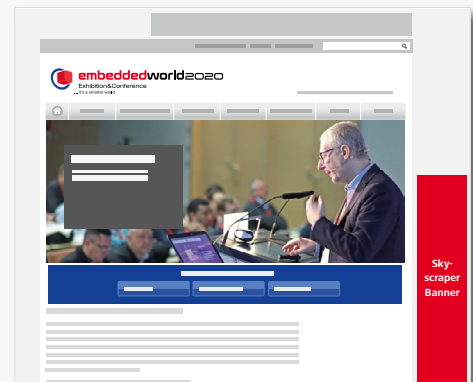 embeddedworld2020
Exhibition&Conference
... it's a smarter world
Sky-
scraper
Banner